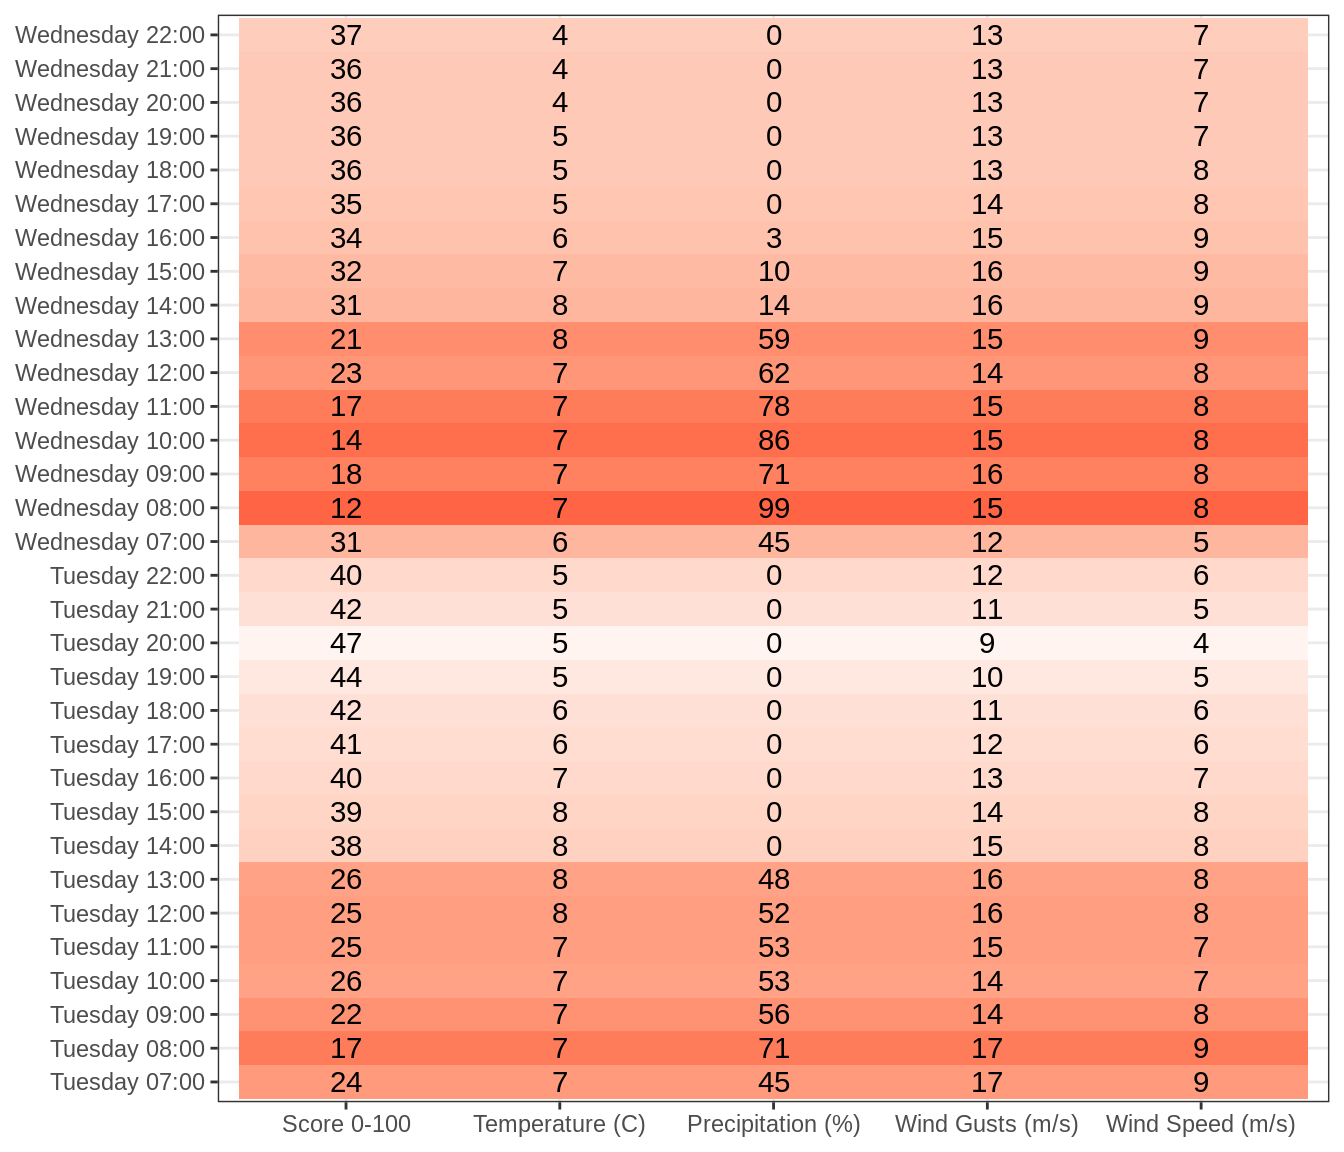 Wednesday 22:00 37 4 0 13 7
Wednesday 21:00 36 4 0 13 7
Wednesday 20:00 36 4 0 13 7
Wednesday 19:00 36 5 0 13 7
Wednesday 18:00 36 5 0 13 8
Wednesday 17:00 35 5 0 14 8
Wednesday 16:00 34 6 3 15 9
Wednesday 15:00 32 7 10 16 9
Wednesday 14:00 31 8 14 16 9
Wednesday 13:00 21 8 59 15 9
Wednesday 12:00 23 7 62 14 8
Wednesday 11:00 17 7 78 15 8
Wednesday 10:00 14 7 86 15 8
Wednesday 09:00 18 7 71 16 8
Wednesday 08:00 12 7 99 15 8
Wednesday 07:00 31 6 45 12 5
Tuesday 22:00 40 5 0 12 6
Tuesday 21:00 42 5 0 11 5
Tuesday 20:00 47 5 0 9 4
Tuesday 19:00 44 5 0 10 5
Tuesday 18:00 42 6 0 11 6
Tuesday 17:00 41 6 0 12 6
Tuesday 16:00 40 7 0 13 7
Tuesday 15:00 39 8 0 14 8
Tuesday 14:00 38 8 0 15 8
Tuesday 13:00 26 8 48 16 8
Tuesday 12:00 25 8 52 16 8
Tuesday 11:00 25 7 53 15 7
Tuesday 10:00 26 7 53 14 7
Tuesday 09:00 22 7 56 14 8
Tuesday 08:00 17 7 71 17 9
Tuesday 07:00 24 7 45 17 9
Score 0-100 Temperature (C) Precipitation (%) Wind Gusts (m/s) Wind Speed (m/s)